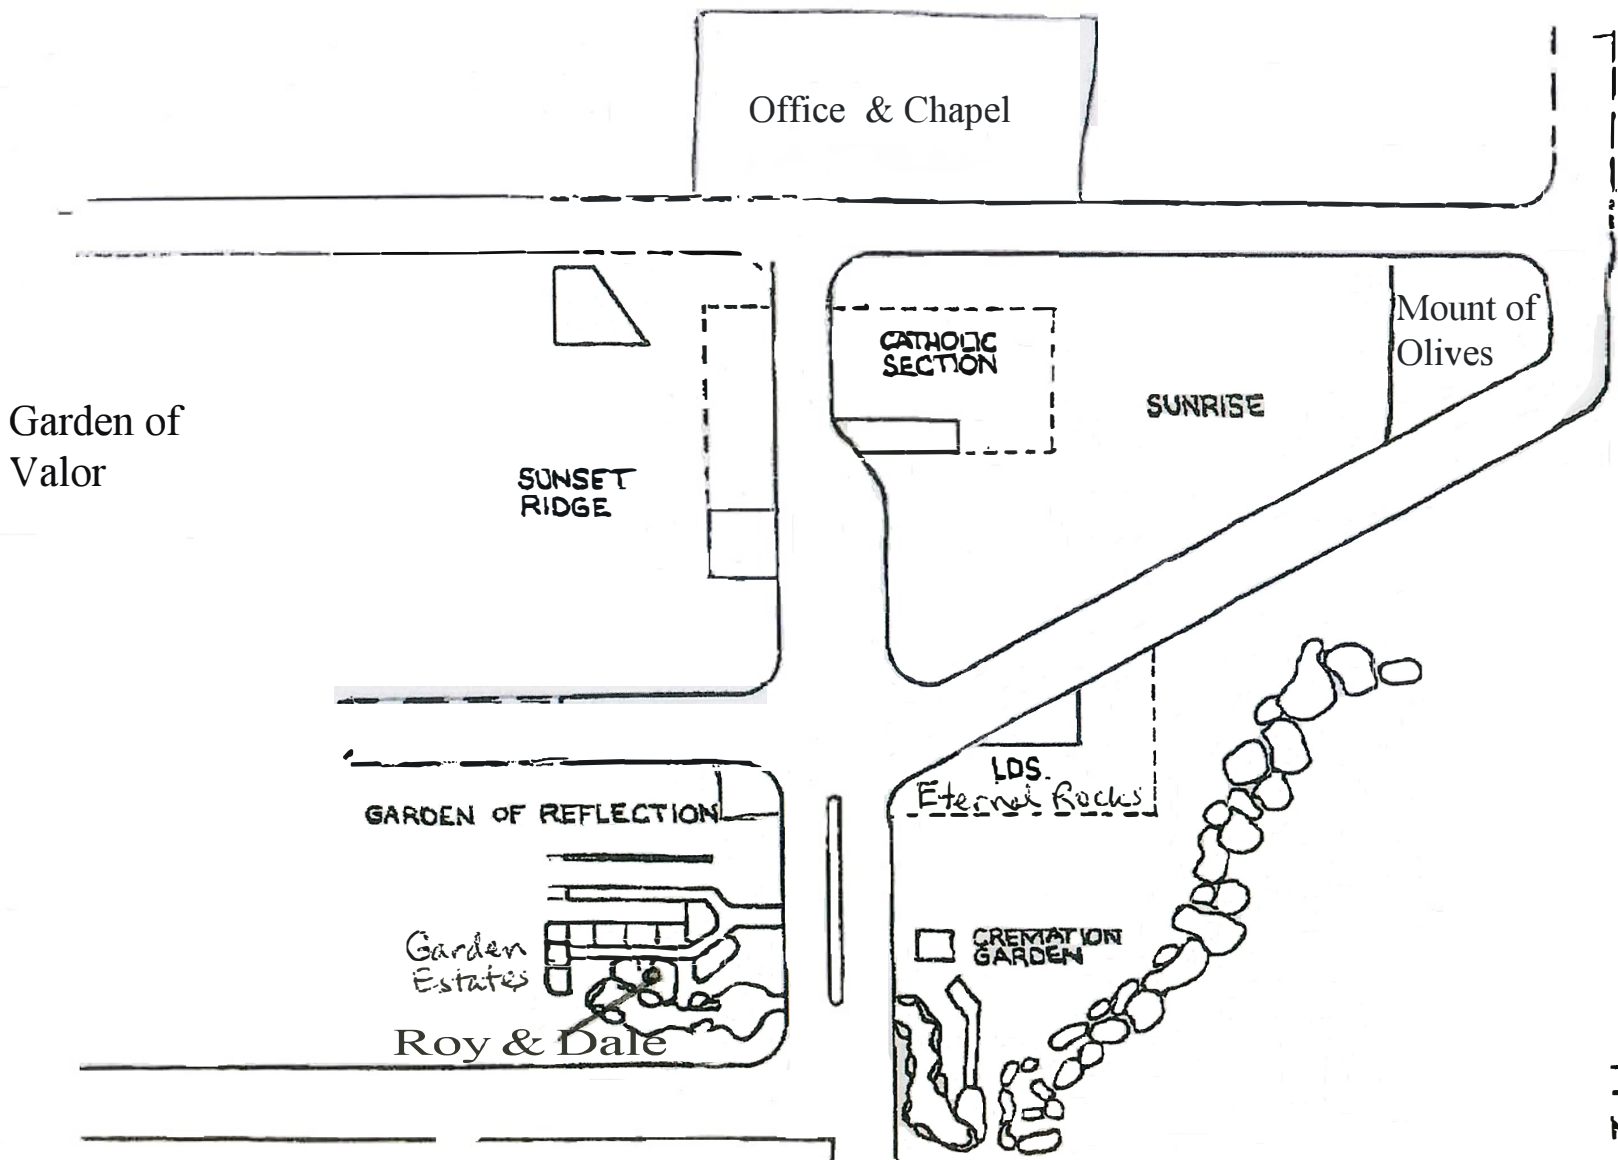 Office & Chapel
Mount of
Olives
CATHOLIC
SECTION
SUNRISE
Garden of
Valor
SUNSET
RIDGE
LDS.
Eternal Rocks
GARDEN OF REFLECTION
Garden
Estates
CREMATION
GARDEN
Roy & Dale